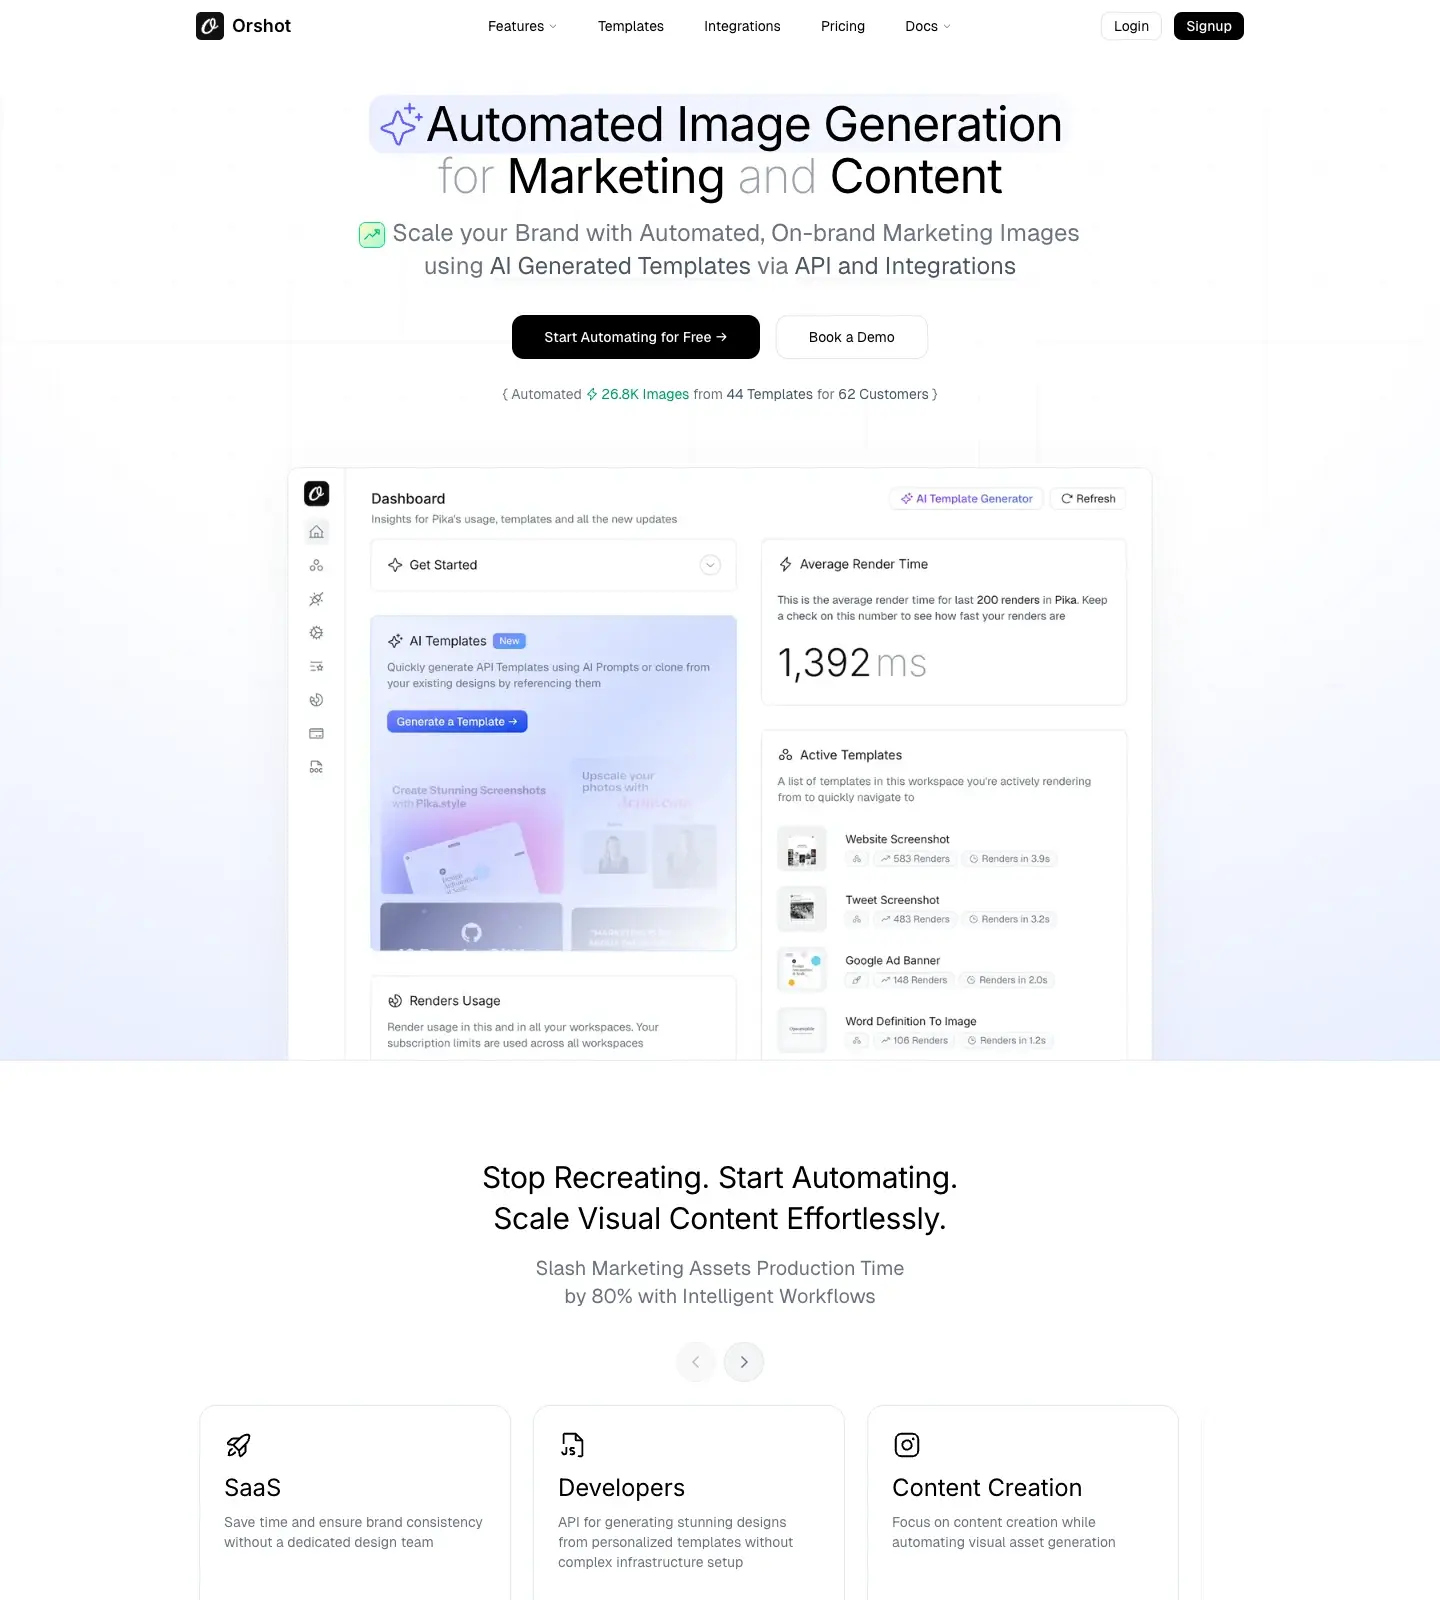 Orshot
Features
Templates
Integrations
Pricing
Docs
Login
Signup
Automated Image Generation
for Marketing and Content
Scale your Brand with Automated, On-brand Marketing Images
using AI Generated Templates via API and Integrations
Start Automating for Free →
Book a Demo
{ Automated 26.8K Images from 44 Templates for 62 Customers }
Dashboard
Insights for Pika's usage, templates and all the new updates
AI Template Generator
Refresh
Get Started
AI Templates New
Quickly generate API Templates using AI Prompts or clone from
your existing designs by referencing them
Generate a Template →
Create Stunning Screenshots
with Pika.style
Upscale your
photos with
Design
Automation
at Scale
Renders Usage
Render usage in this and in all your workspaces. Your
subscription limits are used across all workspaces
Average Render Time
This is the average render time for last 200 renders in Pika. Keep
a check on this number to see how fast your renders are
1,392 ms
Active Templates
A list of templates in this workspace you're actively rendering
from to quickly navigate to
Website Screenshot
583 Renders
Renders in 3.9s
Tweet Screenshot
483 Renders
Renders in 3.2s
Google Ad Banner
148 Renders
Renders in 2.0s
Word Definition To Image
106 Renders
Renders in 1.2s
DOC
Stop Recreating. Start Automating.
Scale Visual Content Effortlessly.
Slash Marketing Assets Production Time
by 80% with Intelligent Workflows
SaaS
Save time and ensure brand consistency
without a dedicated design team
JS
Developers
API for generating stunning designs
from personalized templates without
complex infrastructure setup
Content Creation
Focus on content creation while
automating visual asset generation